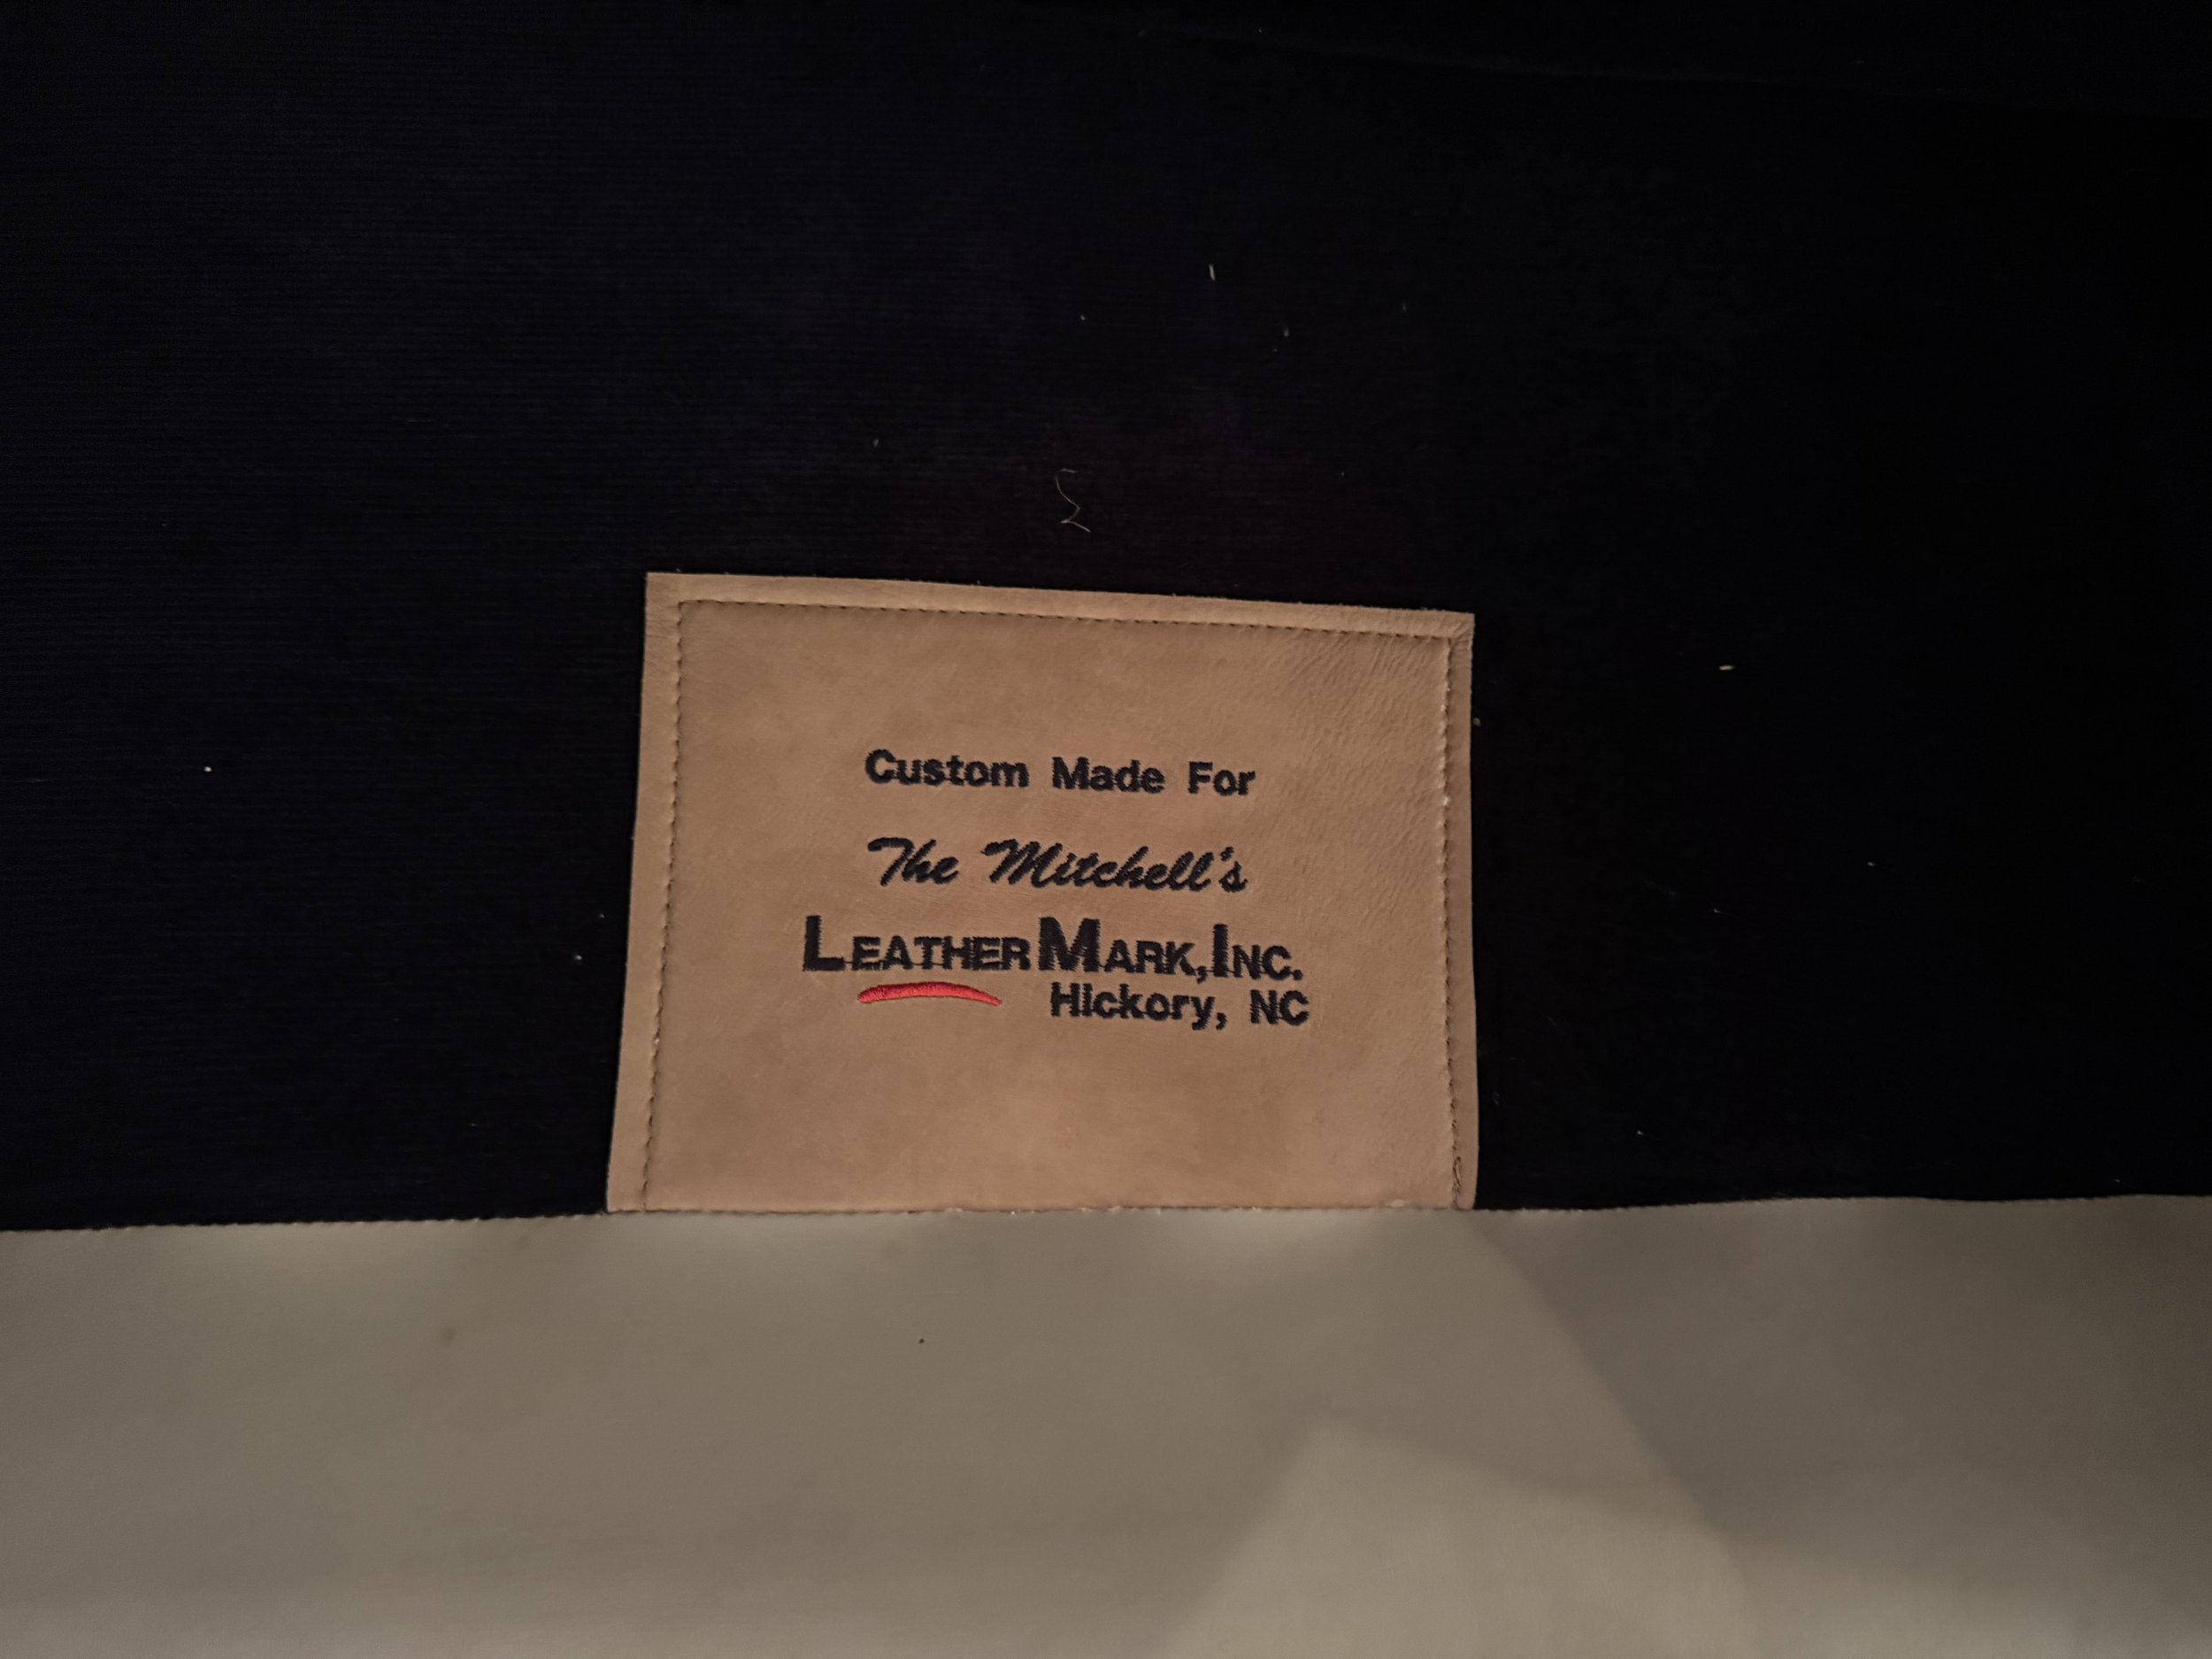 Custom Made For
The Mitchell's
LEATHERMARK, INC.
Hickory, NC